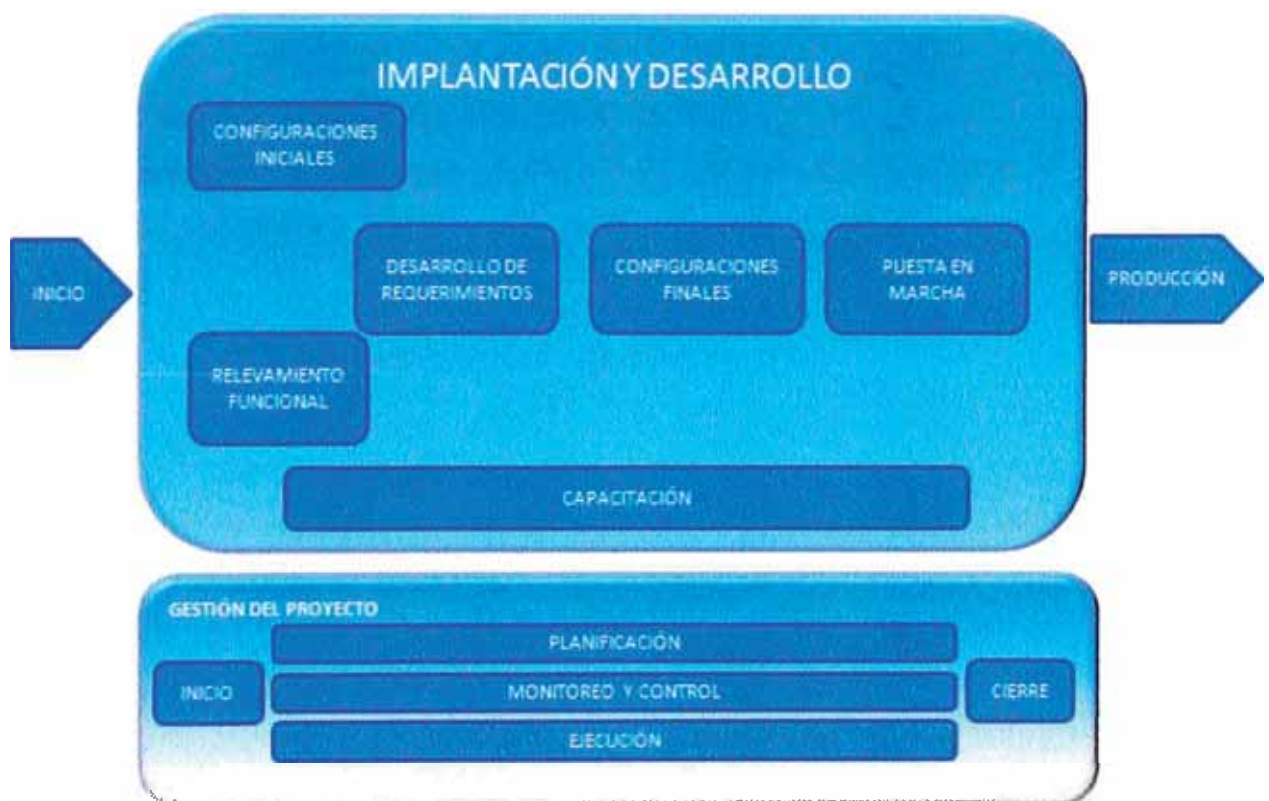 IMPLANTACIÓN Y DESARROLLO
CONFIGURACIONES
INICIALES
INICIO
DESARROLLO DE
REQUERIMIENTOS
CONFIGURACIONES
FINALES
PUESTA EN
MARCHA
PRODUCCIÓN
RELEVAMIENTO
FUNCIONAL
CAPACITACIÓN
GESTIÓN DEL PROYECTO
PLANIFICACIÓN
INICIO
MONITOREO Y CONTROL
CIERRE
EJECUCIÓN